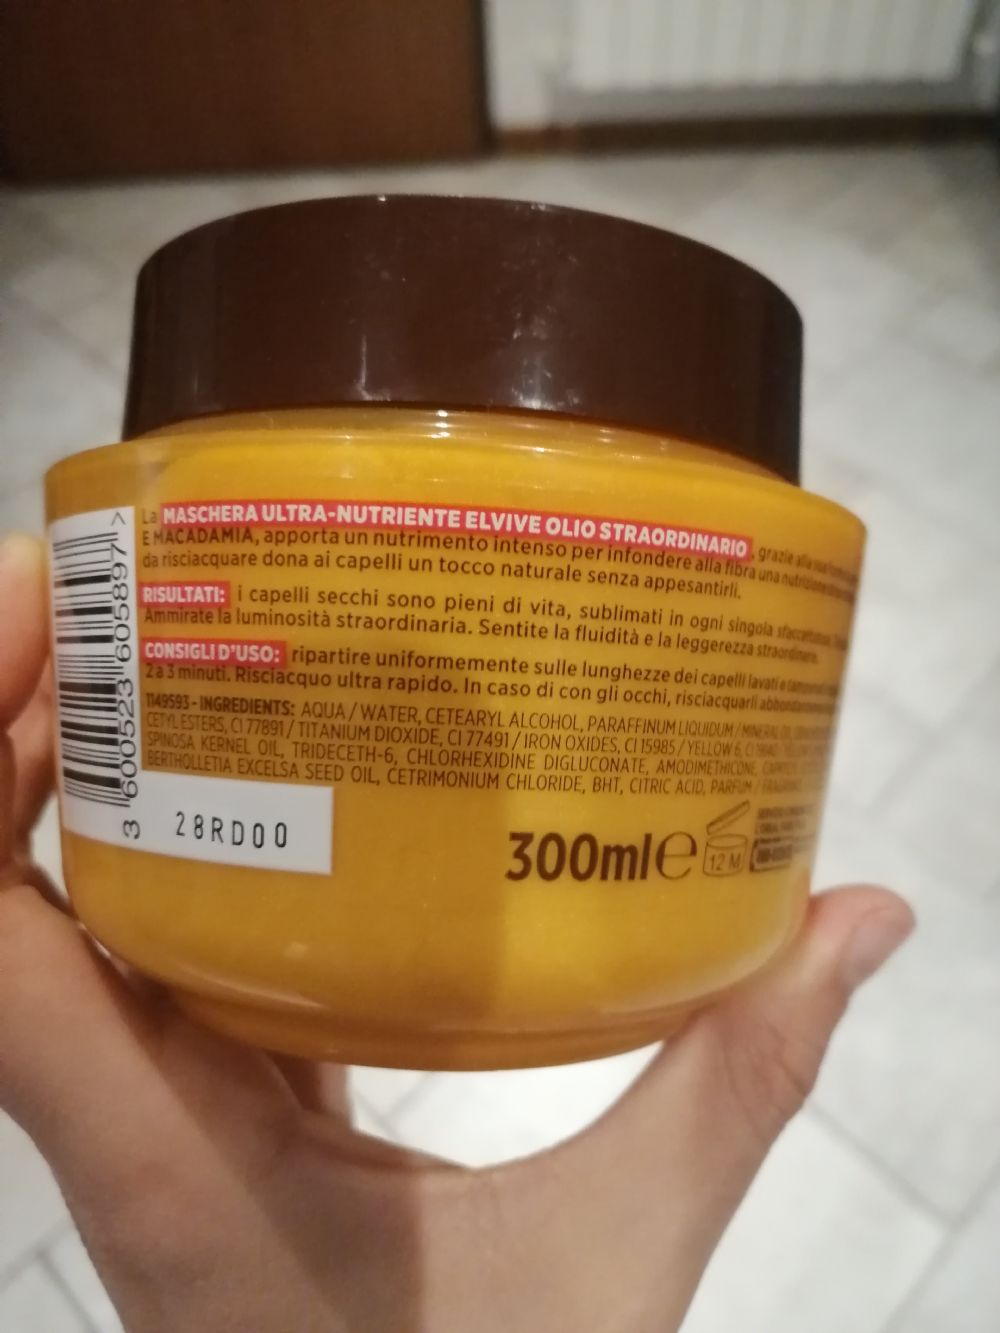 La MASCHERA ULTRA-NUTRIENTE ELVIVE OLIO STRAORDINARIO, grazie alla sua
E MACADAMIA, apporta un nutrimento intenso per infondere alla fibra una nutrizione
da risciacquare dona ai capelli un tocco naturale senza appesantirli.
RISULTATI: i capelli secchi sono pieni di vita, sublimati in ogni singola sfaccettatura.
Ammirate la luminosità straordinaria. Sentite la fluidità e la leggerezza straordinaria.
CONSIGLI D'USO: ripartire uniformemente sulle lunghezze dei capelli lavati e
2 a 3 minuti. Risciacquo ultra rapido. In caso di con gli occhi, risciacquarli
1149593 - INGREDIENTS: AQUA / WATER, CETEARYL ALCOHOL, PARAFFINUM LIQUIDUM / MINERAL OIL,
CETYL ESTERS, CI 77891 / TITANIUM DIOXIDE, CI 77491 / IRON OXIDES, CI 15985 / YELLOW 6,
SPINOSA KERNEL OIL, TRIDECETH-6, CHLORHEXIDINE DIGLUCONATE, AMODIMETHICONE,
BERTHOLLETIA EXCELSA SEED OIL, CETRIMONIUM CHLORIDE, BHT, CITRIC ACID, PARFUM /
3 600523 605897 >
28RD00
300ml e
12 M